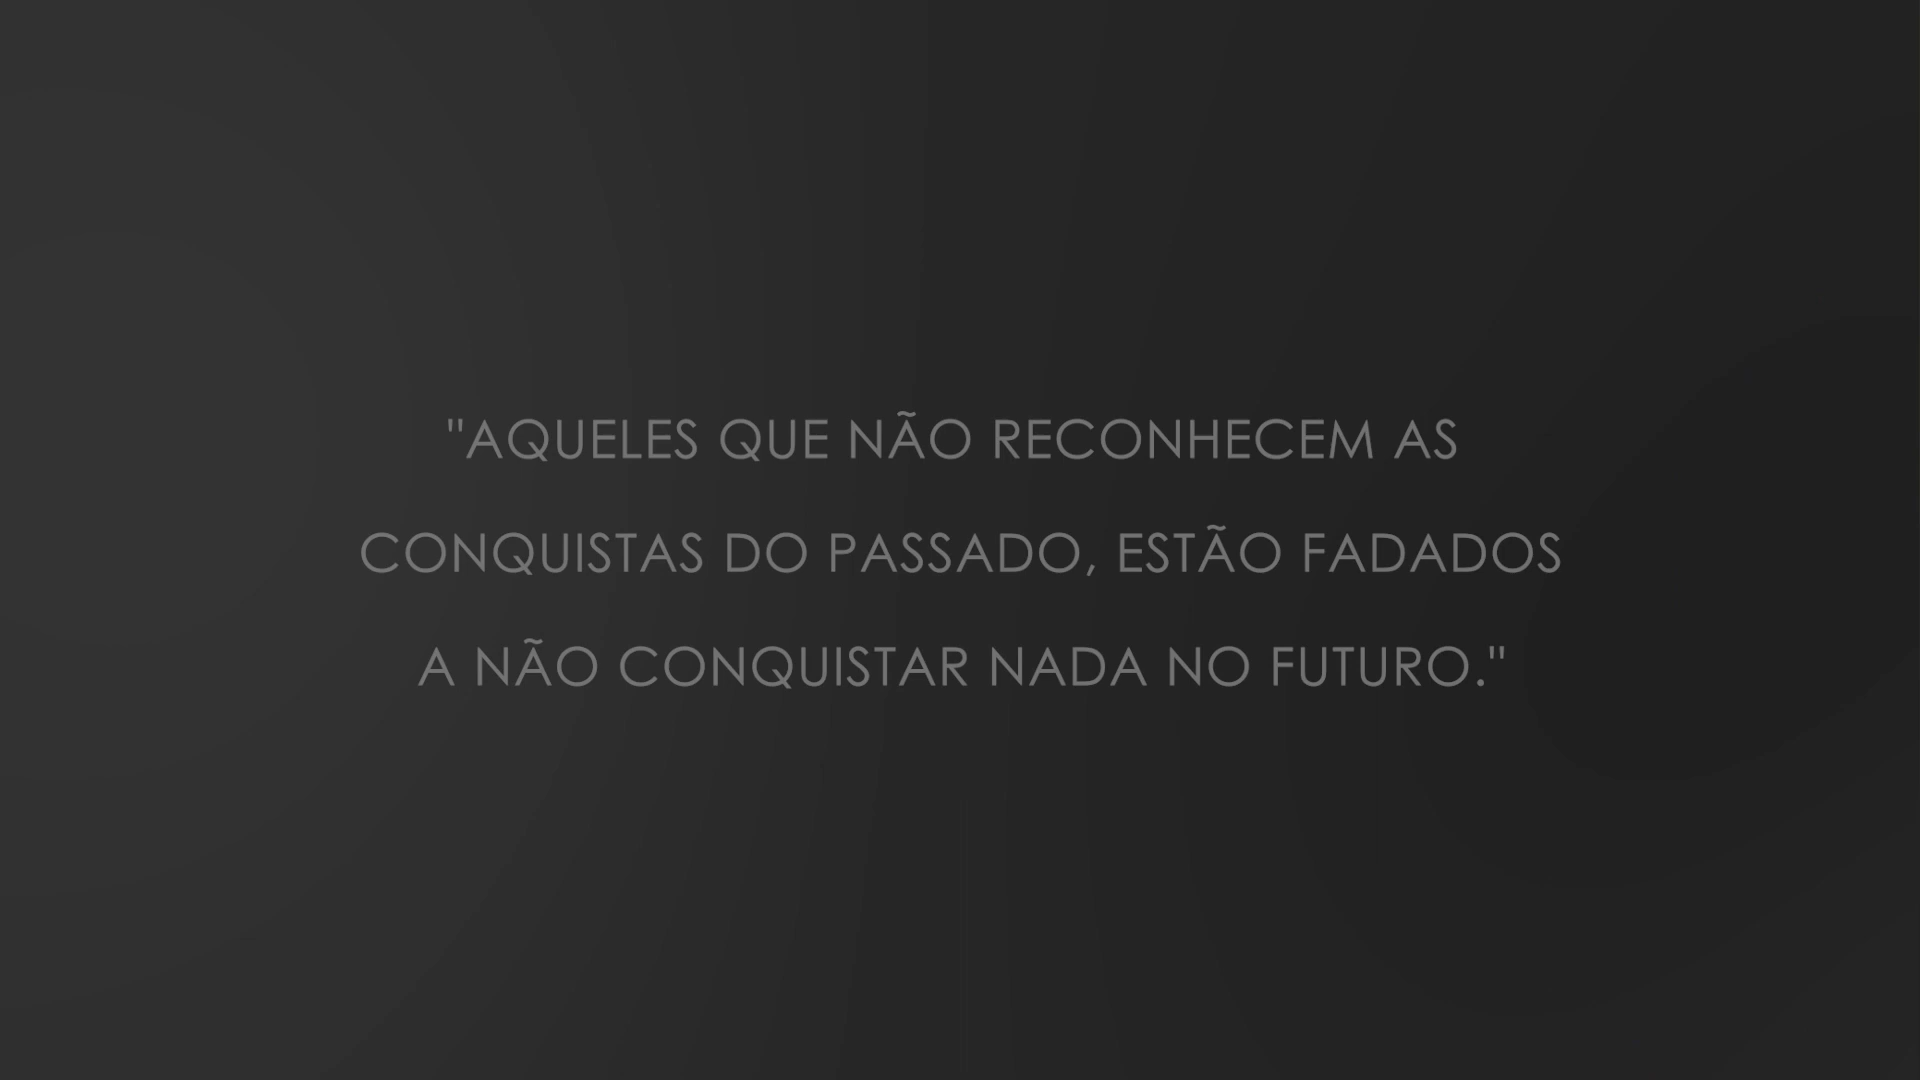 "AQUELES QUE NÃO RECONHECEM AS
CONQUISTAS DO PASSADO, ESTÃO FADADOS
A NÃO CONQUISTAR NADA NO FUTURO."